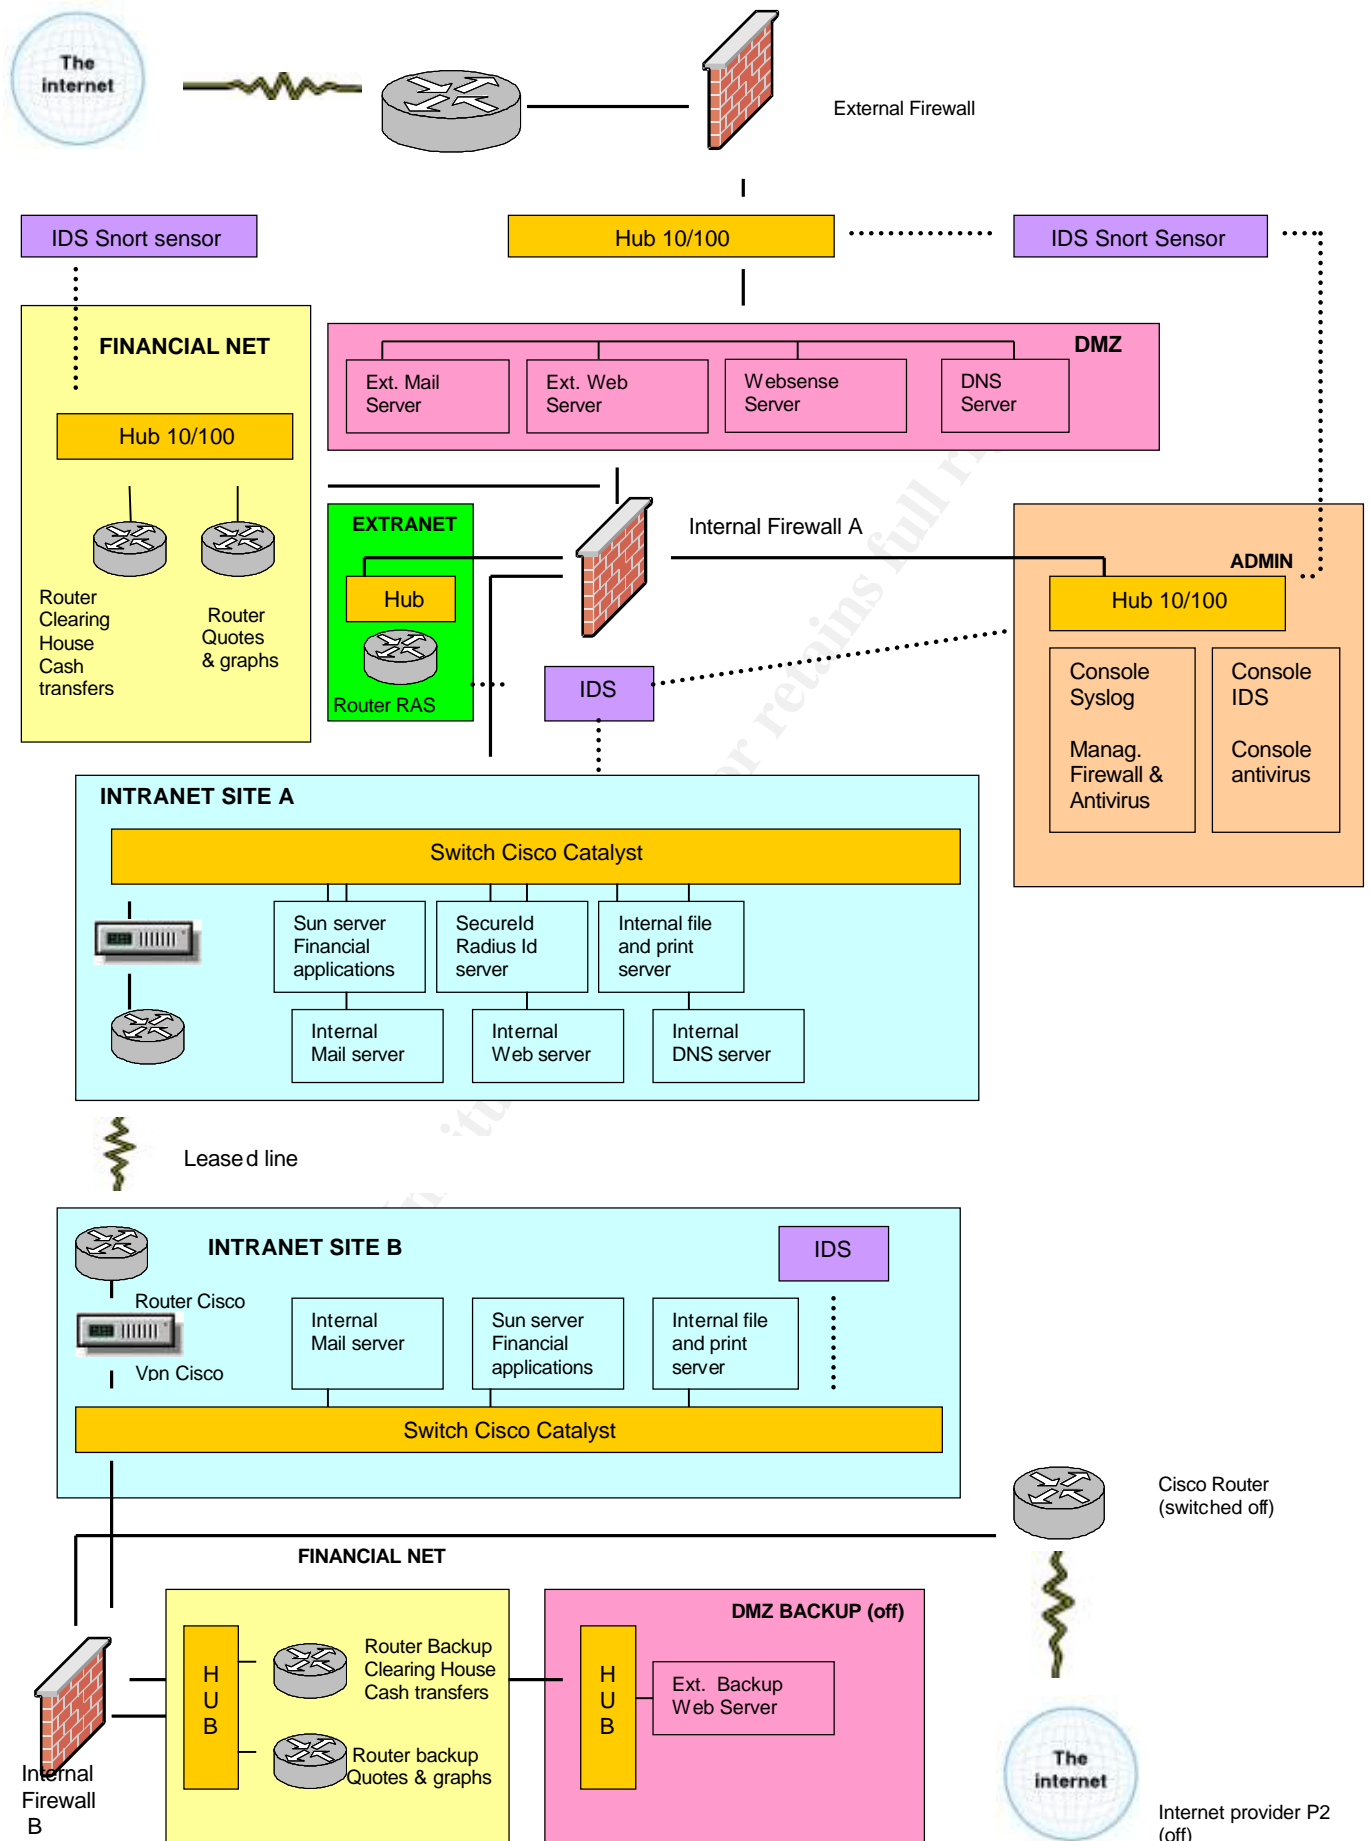 The
internet
External Firewall
IDS Snort sensor
Hub 10/100
IDS Snort Sensor
FINANCIAL NET
DMZ
Ext. Mail
Server
Ext. Web
Server
Websense
Server
DNS
Server
Hub 10/100
EXTRANET
Internal Firewall A
ADMIN
Hub
Hub 10/100
Router
Clearing
House
Cash
transfers
Router
Quotes
& graphs
Router RAS
IDS
Console
Syslog
Manag.
Firewall &
Antivirus
Console
IDS
Console
antivirus
or retains full ri
INTRANET SITE A
Switch Cisco Catalyst
Sun server
Financial
applications
SecureId
Radius Id
server
Internal file
and print
server
Internal
Mail server
Internal
Web server
Internal
DNS server
Leased line
INTRANET SITE B
IDS
Router Cisco
Internal
Mail server
Sun server
Financial
applications
Internal file
and print
server
Vpn Cisco
Switch Cisco Catalyst
Cisco Router
(switched off)
FINANCIAL NET
DMZ BACKUP (off)
H
U
B
Router Backup
Clearing House
Cash transfers
H
U
B
Ext. Backup
Web Server
Router backup
Quotes & graphs
Internal
Firewall
B
The
internet
Internet provider P2
(off)